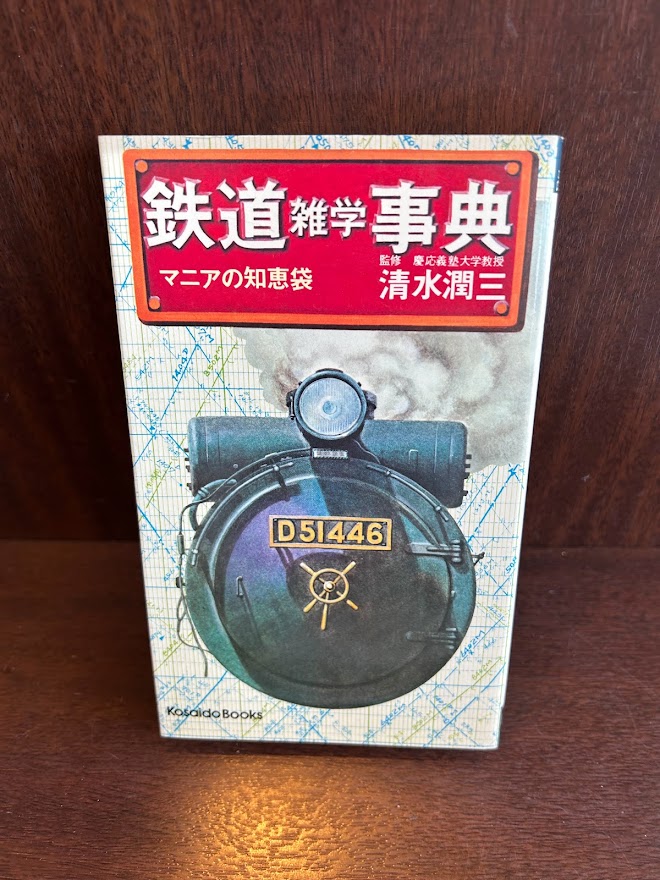 鉄道雑学事典
マニアの知恵袋
監修 慶応義塾大学教授
清水潤三
D51446
Kosaido Books